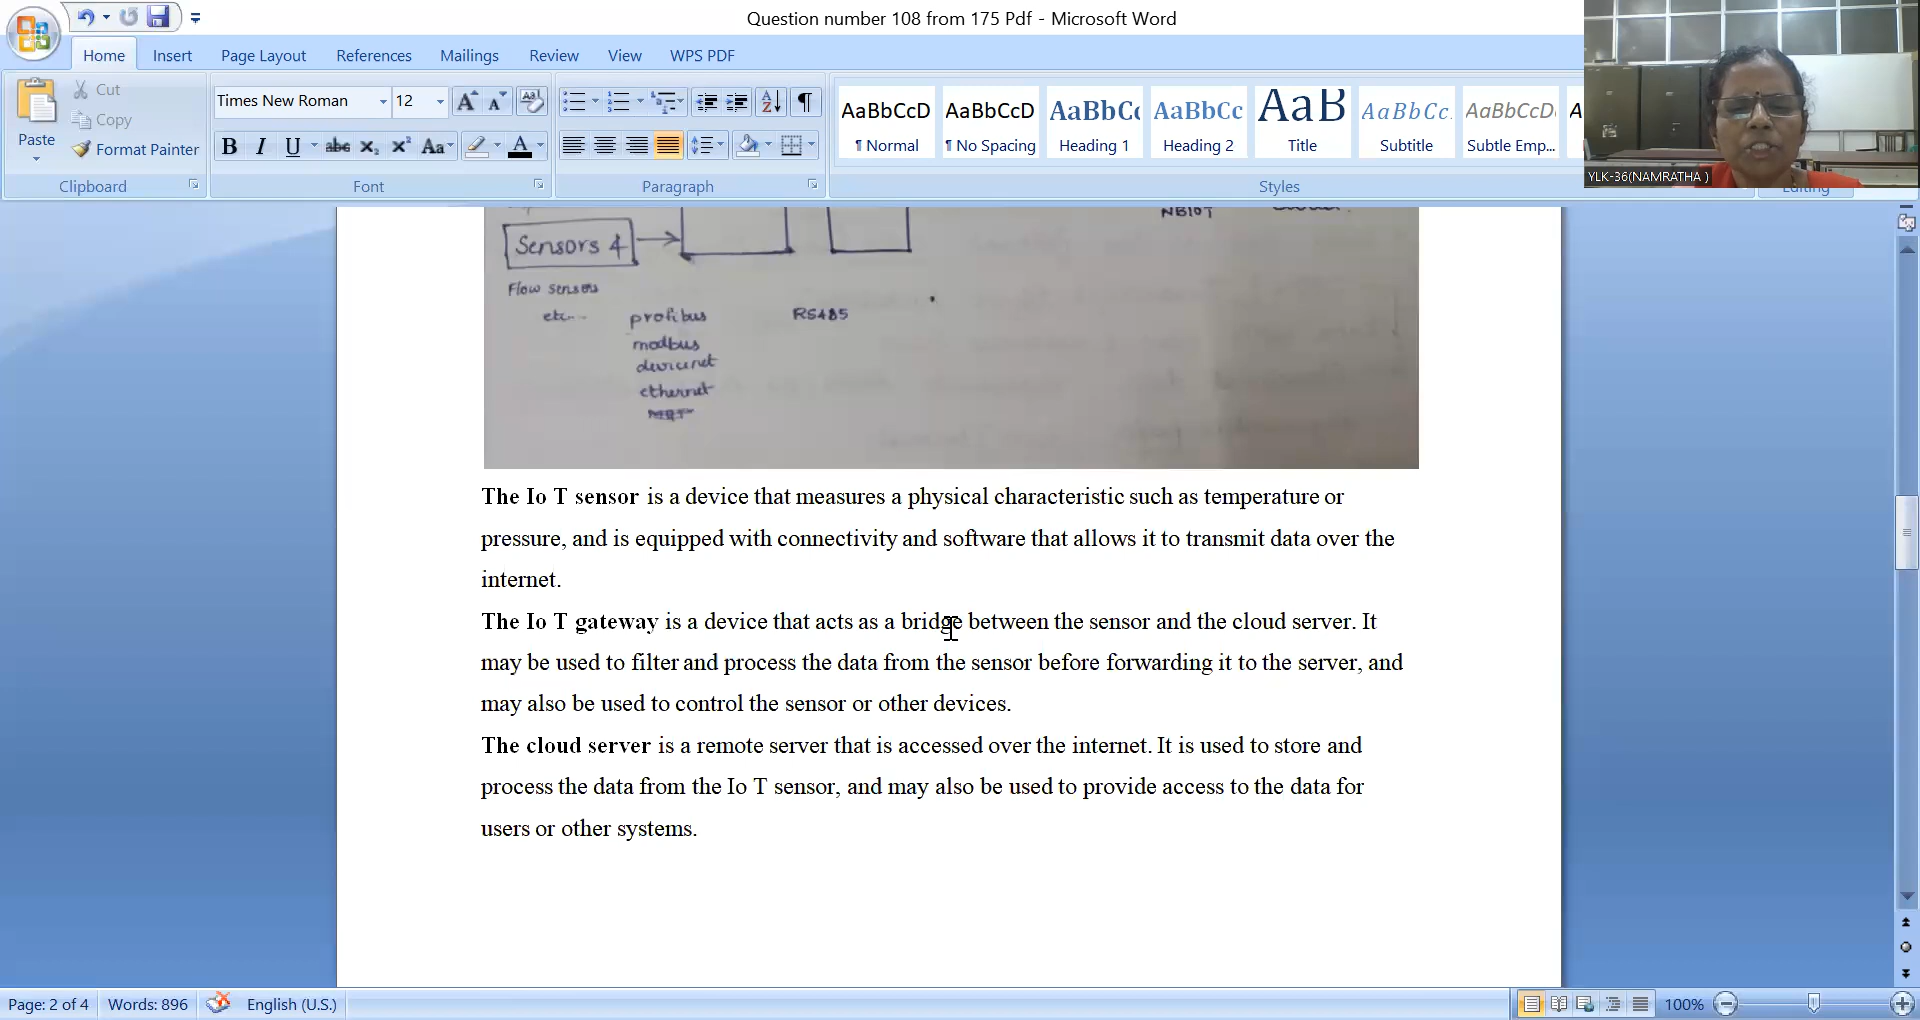 Question number 108 from 175 Pdf - Microsoft Word
Home Insert Page Layout References Mailings Review View WPS PDF
Paste
Cut
Copy
Format Painter
Clipboard
Times New Roman 12
Font
Paragraph
AaBbCcD AaBbCcD AaBbCc AaBbCc AaB AaBbCc. AaBbCcD
¶ Normal ¶ No Spacing Heading 1 Heading 2 Title Subtitle Subtle Emp...
Styles
Editing
YLK-36(NAMRATHA )
NBIOT
Sensors 4
Flow sensors
etc...
profibus
modbus
devicenet
ethernet
RS485
The Io T sensor is a device that measures a physical characteristic such as temperature or
pressure, and is equipped with connectivity and software that allows it to transmit data over the
internet.
The Io T gateway is a device that acts as a bridge between the sensor and the cloud server. It
may be used to filter and process the data from the sensor before forwarding it to the server, and
may also be used to control the sensor or other devices.
The cloud server is a remote server that is accessed over the internet. It is used to store and
process the data from the Io T sensor, and may also be used to provide access to the data for
users or other systems.
Page: 2 of 4 Words: 896 English (U.S.) 100%